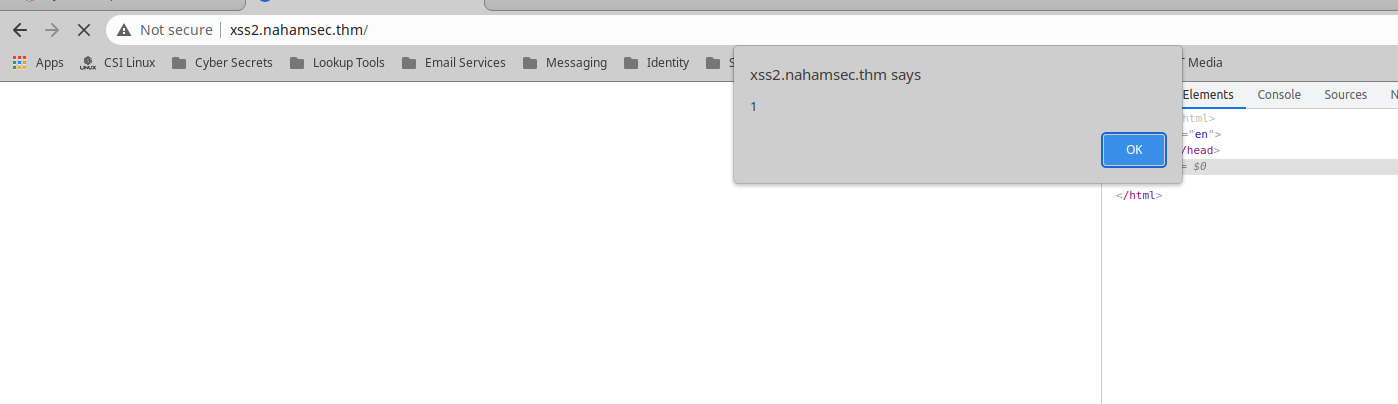 Not secure | xss2.nahamsec.thm/
Apps LINUX CSI Linux Cyber Secrets Lookup Tools Email Services Messaging Identity S T Media
xss2.nahamsec.thm says
1
OK
Elements Console Sources N
html>
="en">
/head>
= $0
</html>